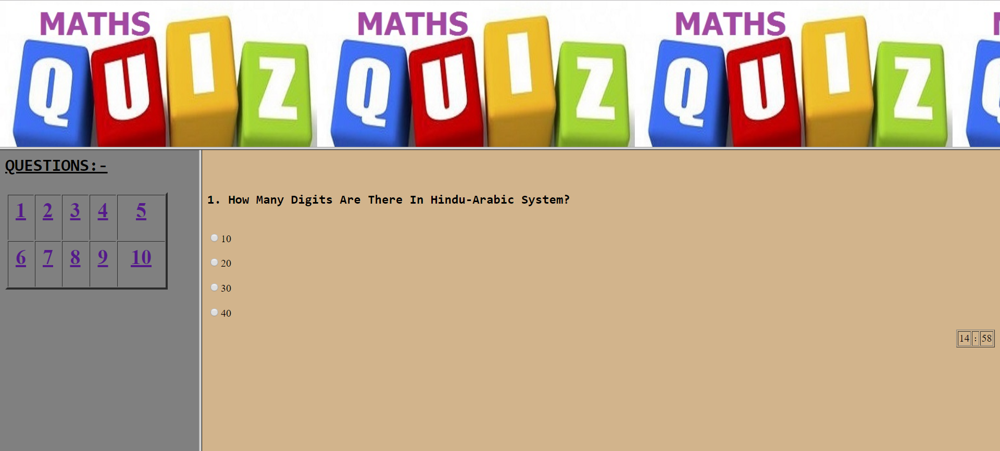 MATHS MATHS MATHS
QUIZ QUIZ QUIZ
QUESTIONS:-
1 2 3 4 5
6 7 8 9 10
1. How Many Digits Are There In Hindu-Arabic System?
10
20
30
40
14 : 58